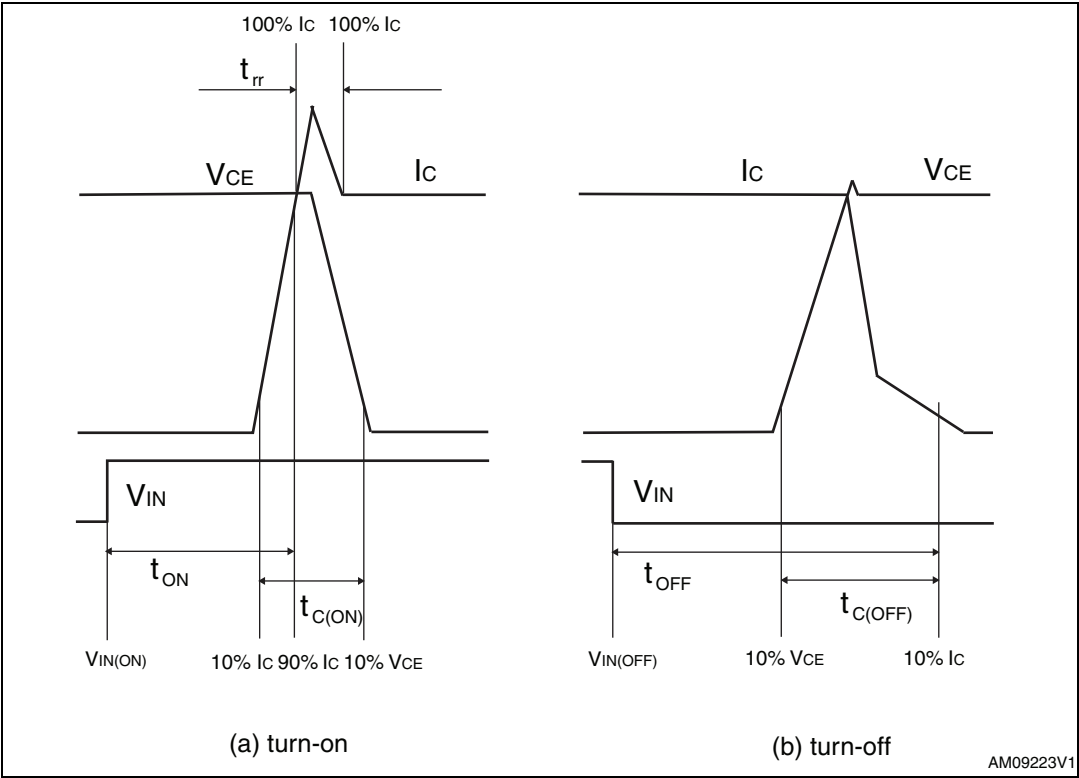 100% IC 100% IC
trr
VCE
IC
IC
VCE
VIN
VIN
tON
tC(ON)
tOFF
tC(OFF)
VIN(ON)
10% IC 90% IC 10% VCE
VIN(OFF)
10% VCE
10% IC
(a) turn-on
(b) turn-off
AM09223V1